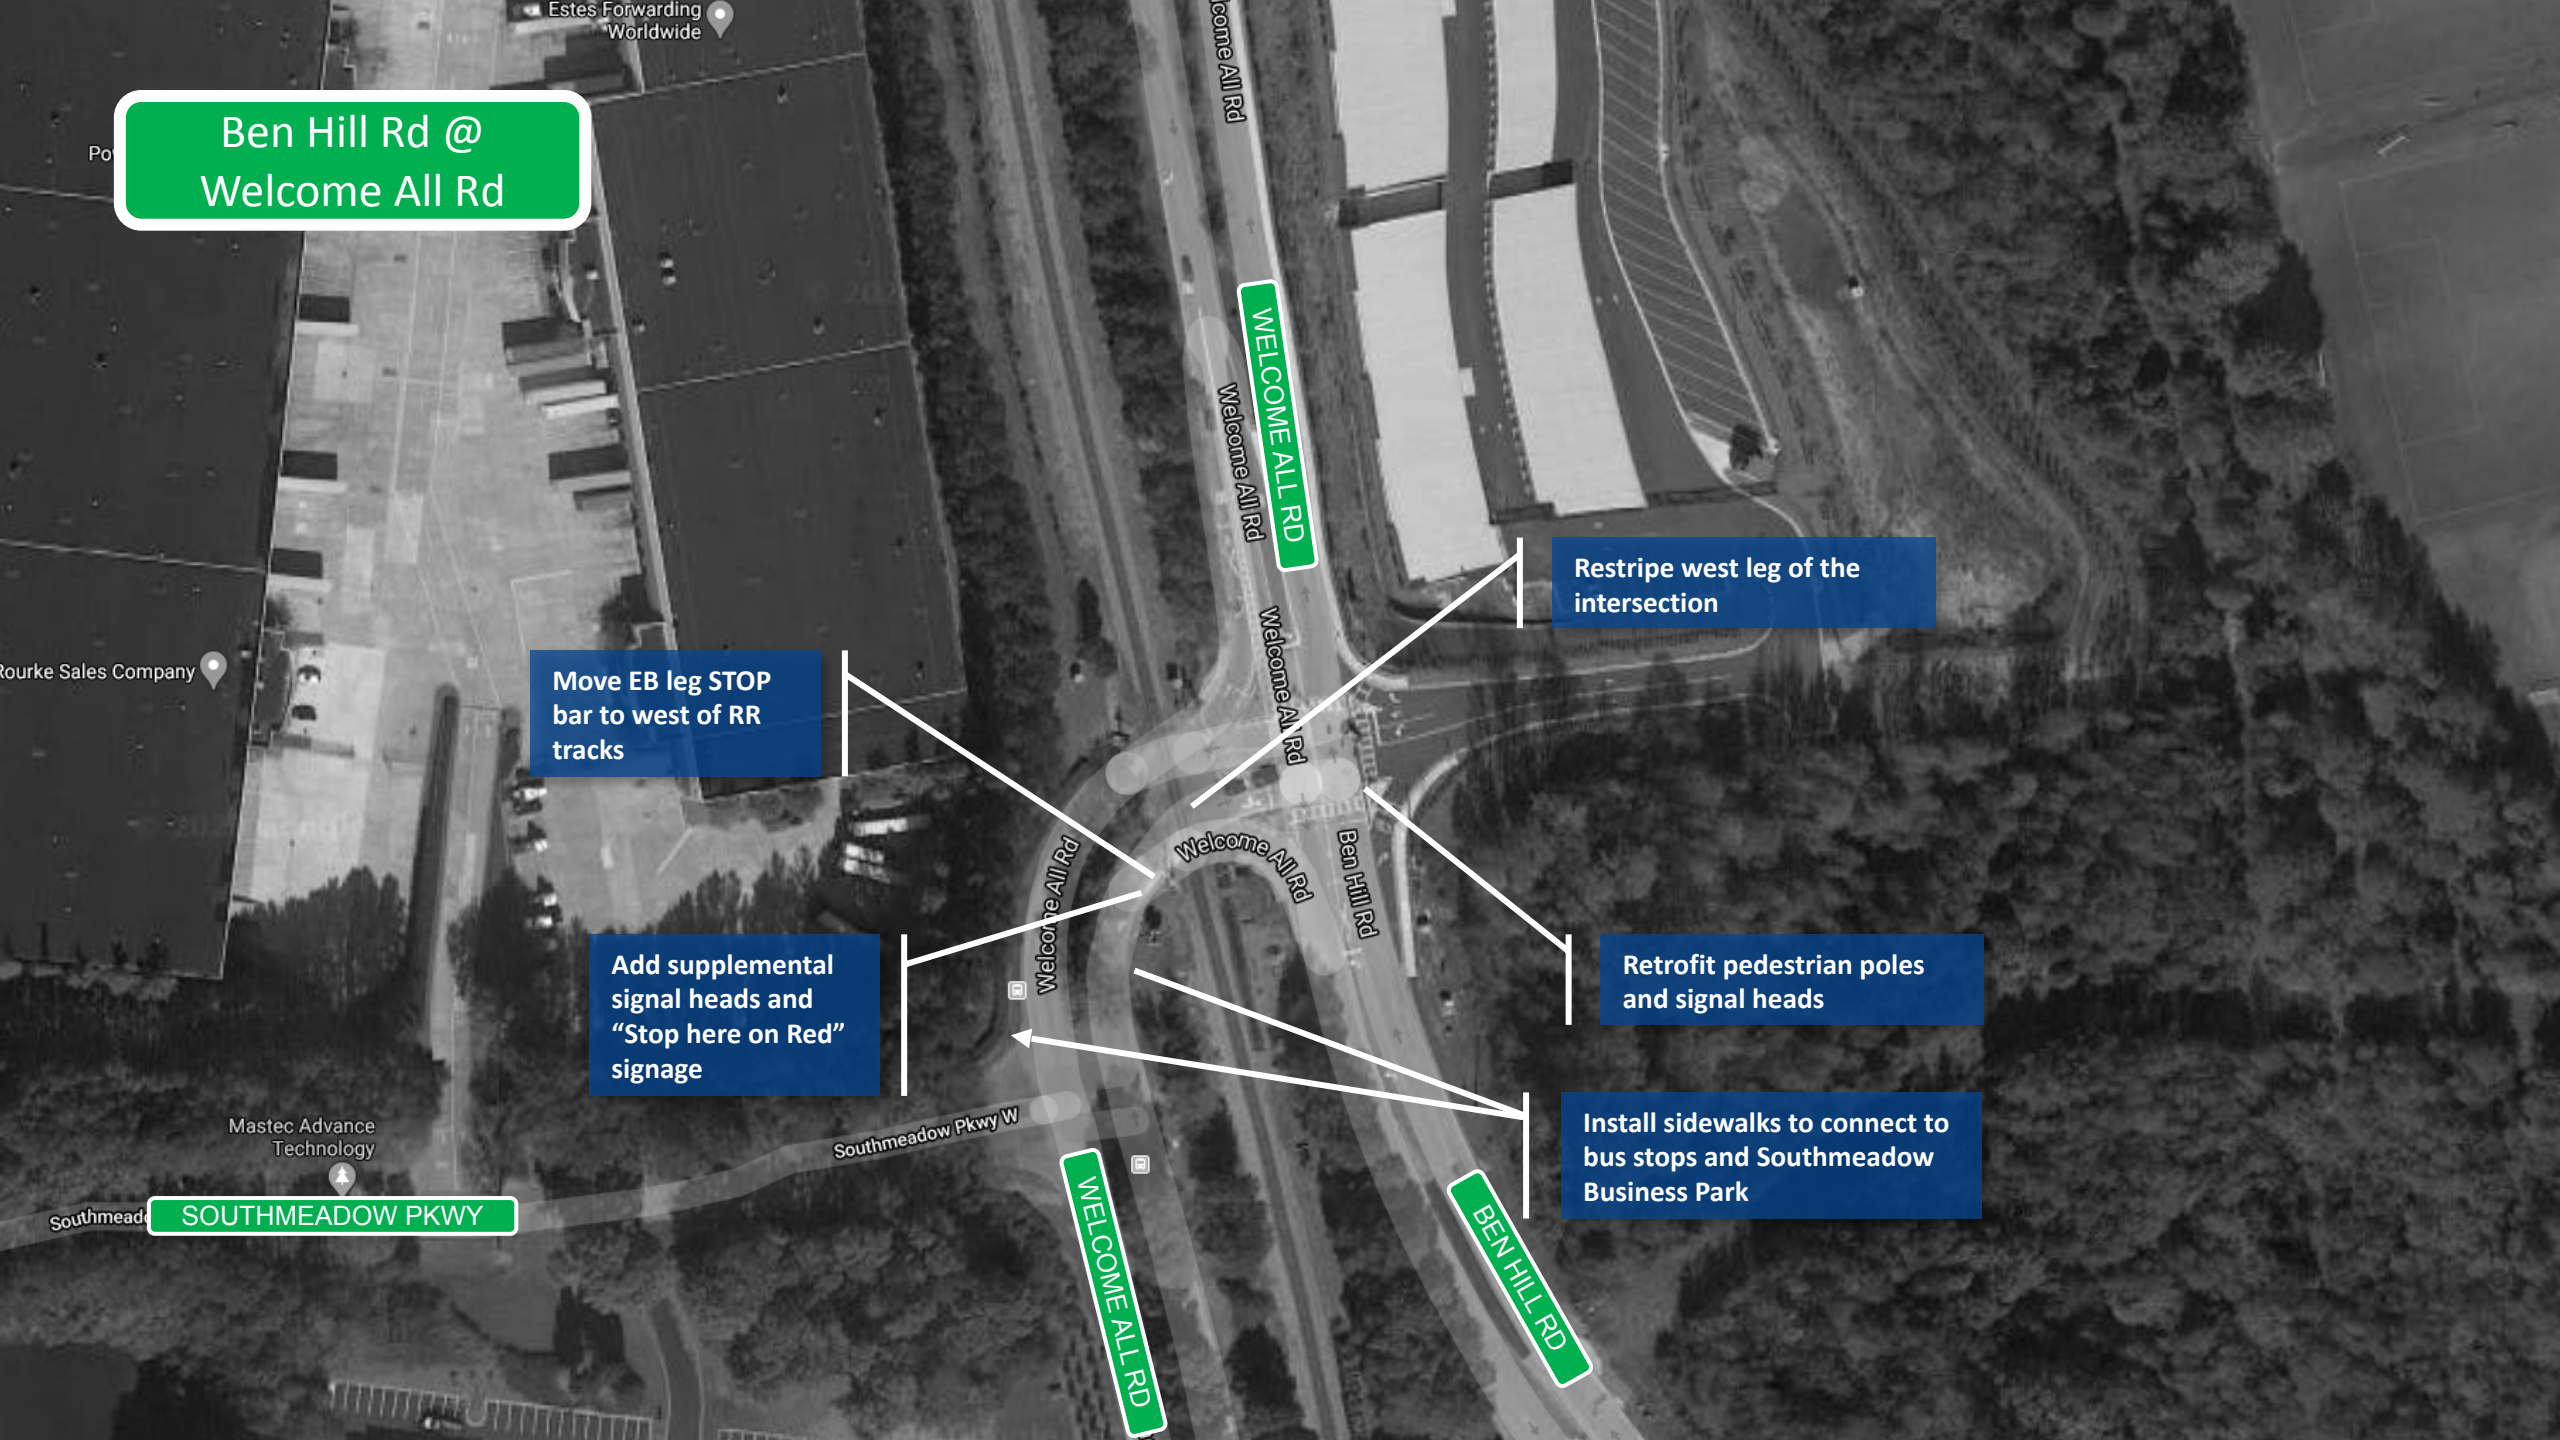 Estes Forwarding
Worldwide
come All Rd
Ben Hill Rd @
Welcome All Rd
WELCOME ALL RD
Welcome All Rd
Restripe west leg of the
intersection
Welcome All Rd
Rourke Sales Company
Move EB leg STOP
bar to west of RR
tracks
Welcome All Rd
Welcome All Rd
Ben Hill Rd
Add supplemental
signal heads and
“Stop here on Red”
signage
Retrofit pedestrian poles
and signal heads
Mastec Advance
Technology
Southmeadow Pkwy W
Install sidewalks to connect to
bus stops and Southmeadow
Business Park
SOUTHMEADOW PKWY
WELCOME ALL RD
BEN HILL RD